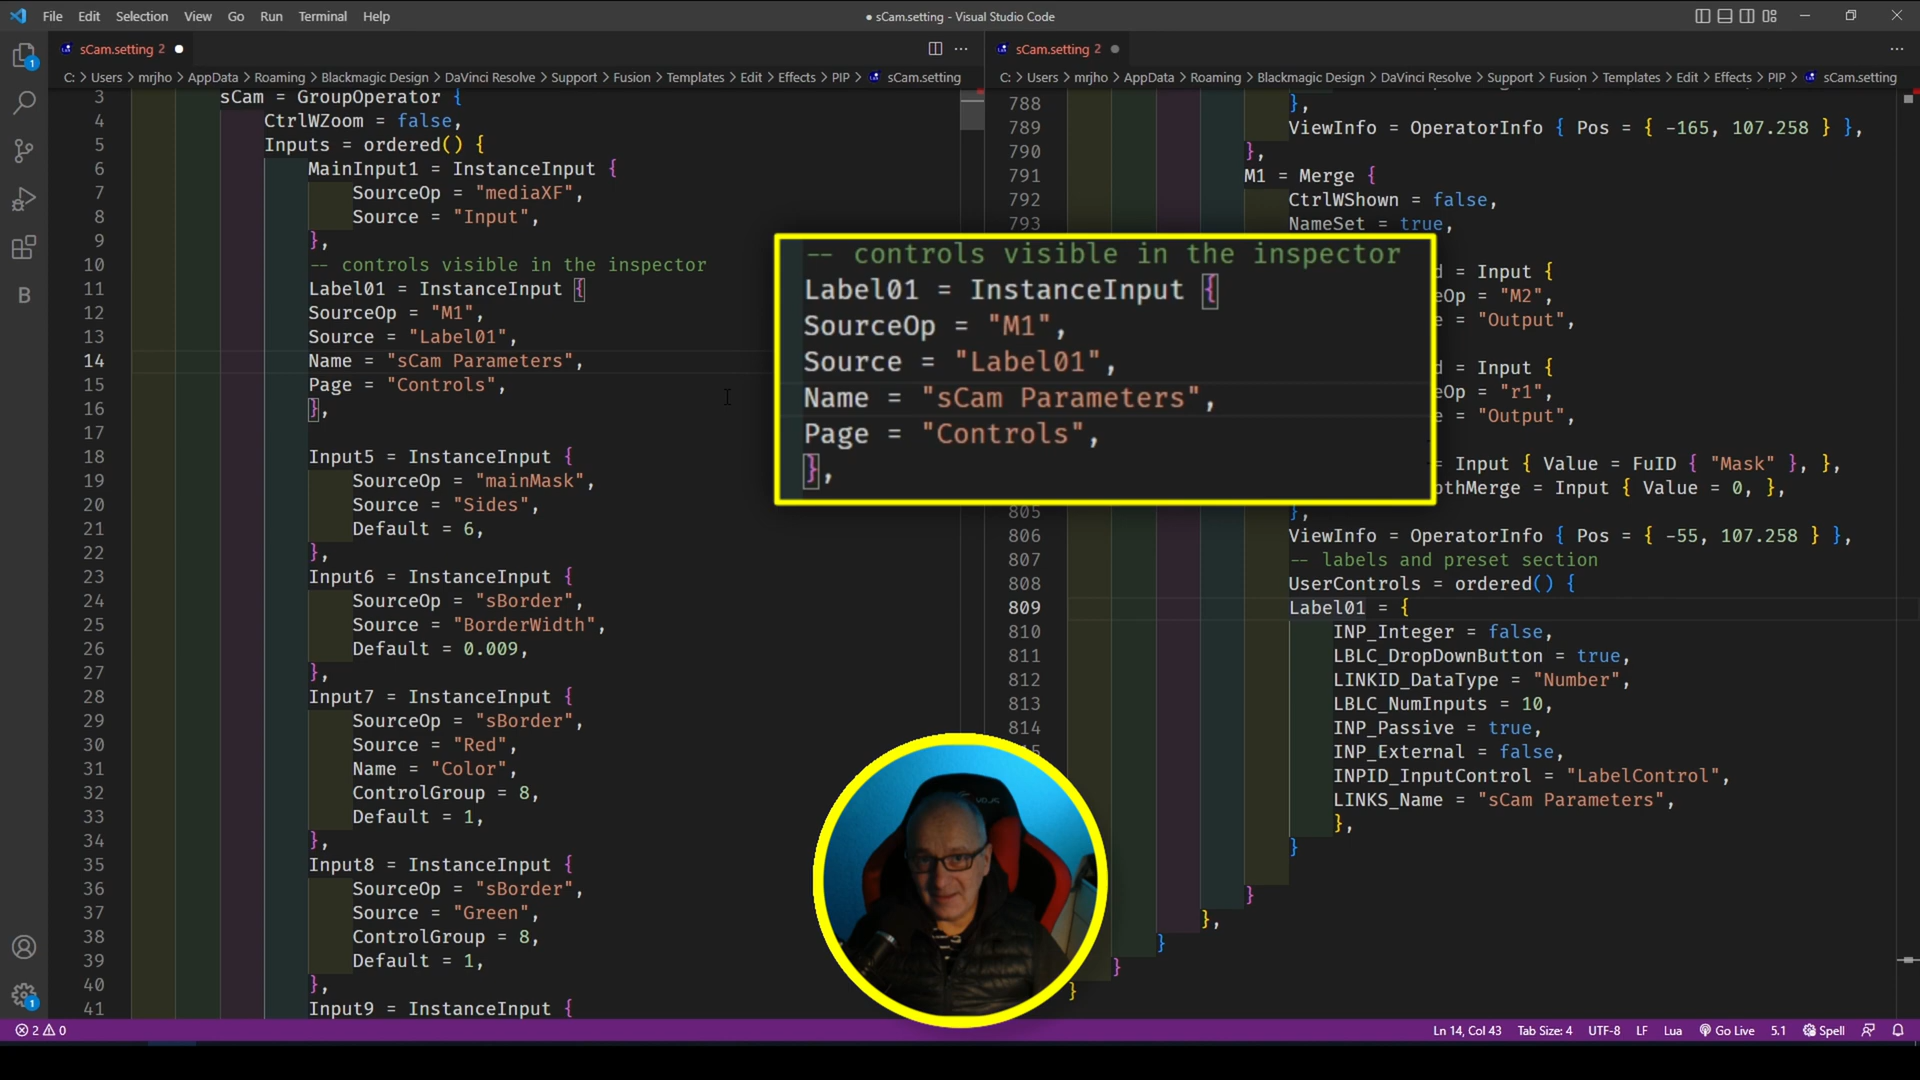 File Edit Selection View Go Run Terminal Help
● sCam.setting - Visual Studio Code
sCam.setting 2 ●
C: > Users > mrjho > AppData > Roaming > Blackmagic Design > DaVinci Resolve > Support > Fusion > Templates > Edit > Effects > PIP > sCam.setting
3 sCam = GroupOperator {
4 CtrlWZoom = false,
5 Inputs = ordered() {
6 MainInput1 = InstanceInput {
7 SourceOp = "mediaXF",
8 Source = "Input",
9 },
10 -- controls visible in the inspector
11 Label01 = InstanceInput {
12 SourceOp = "M1",
13 Source = "Label01",
14 Name = "sCam Parameters",
15 Page = "Controls",
16 },
17
18 Input5 = InstanceInput {
19 SourceOp = "mainMask",
20 Source = "Sides",
21 Default = 6,
22 },
23 Input6 = InstanceInput {
24 SourceOp = "sBorder",
25 Source = "BorderWidth",
26 Default = 0.009,
27 },
28 Input7 = InstanceInput {
29 SourceOp = "sBorder",
30 Source = "Red",
31 Name = "Color",
32 ControlGroup = 8,
33 Default = 1,
34 },
35 Input8 = InstanceInput {
36 SourceOp = "sBorder",
37 Source = "Green",
38 ControlGroup = 8,
39 Default = 1,
40 },
41 Input9 = InstanceInput {
-- controls visible in the inspector
Label01 = InstanceInput {
SourceOp = "M1",
Source = "Label01",
Name = "sCam Parameters",
Page = "Controls",
},
sCam.setting 2 ●
C: > Users > mrjho > AppData > Roaming > Blackmagic Design > DaVinci Resolve > Support > Fusion > Templates > Edit > Effects > PIP > sCam.setting
788 },
789 ViewInfo = OperatorInfo { Pos = { -165, 107.258 } },
790 },
791 M1 = Merge {
792 CtrlWShown = false,
793 NameSet = true,
= Input {
= "M2",
= "Output",
= Input {
= "r1",
= "Output",
= Input { Value = FuID { "Mask" }, },
= Input { Value = 0, },
805 },
806 ViewInfo = OperatorInfo { Pos = { -55, 107.258 } },
807 -- labels and preset section
808 UserControls = ordered() {
809 Label01 = {
810 INP_Integer = false,
811 LBLC_DropDownButton = true,
812 LINKID_DataType = "Number",
813 LBLC_NumInputs = 10,
814 INP_Passive = true,
INP_External = false,
INPID_InputControl = "LabelControl",
LINKS_Name = "sCam Parameters",
},
}
}
},
}
}
}
2 0
Ln 14, Col 43 Tab Size: 4 UTF-8 LF Lua Go Live 5.1 Spell